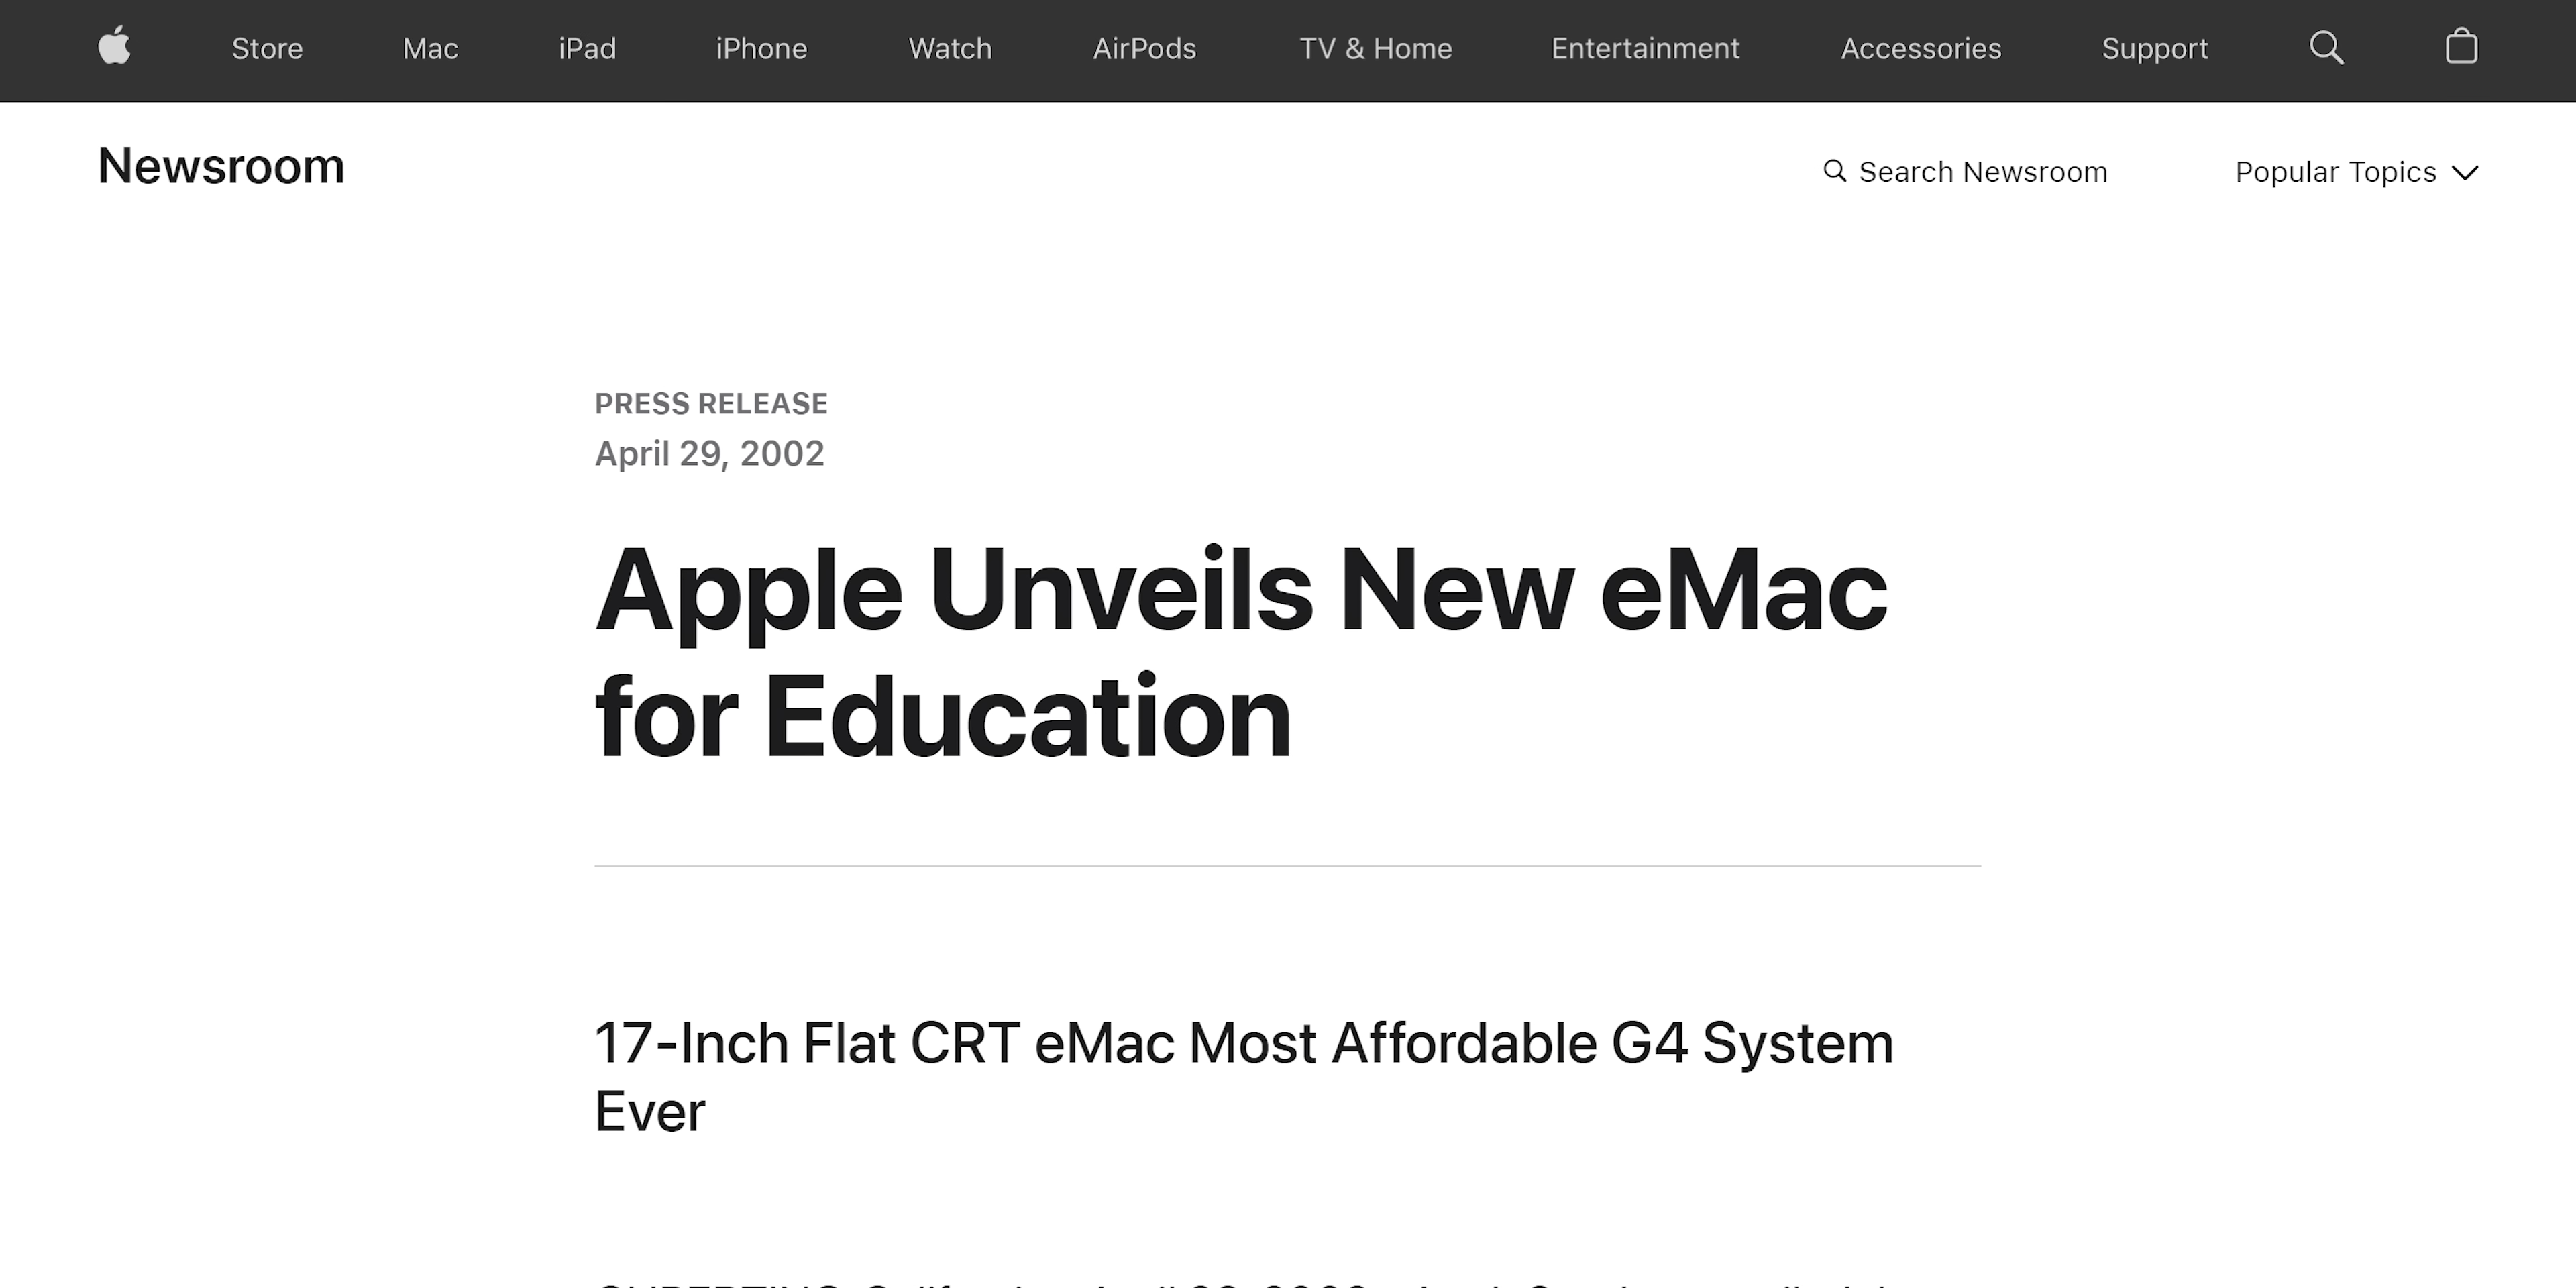 Store Mac iPad iPhone Watch AirPods TV & Home Entertainment Accessories Support
Newsroom
Search Newsroom Popular Topics
PRESS RELEASE
April 29, 2002
Apple Unveils New eMac
for Education
17-Inch Flat CRT eMac Most Affordable G4 System
Ever